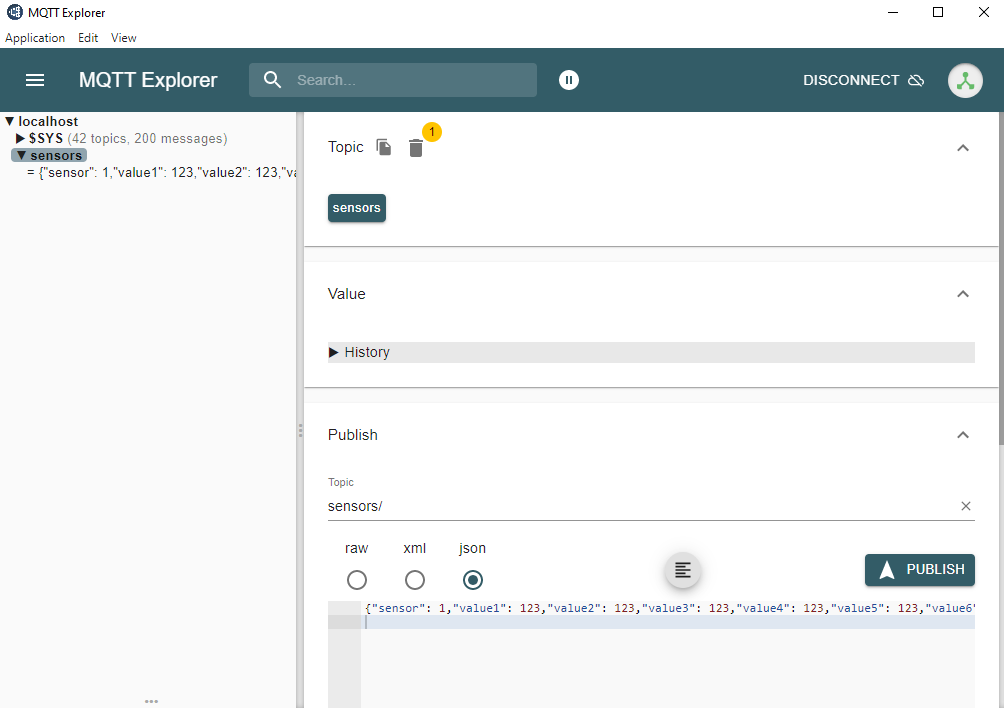 MQTT Explorer
Application Edit View
MQTT Explorer Search... DISCONNECT
▼ localhost
▶ $SYS (42 topics, 200 messages)
▼ sensors
= {"sensor": 1,"value1": 123,"value2": 123,"va
Topic 1
sensors
Value
▶ History
Publish
Topic
sensors/
raw xml json
PUBLISH
{"sensor": 1,"value1": 123,"value2": 123,"value3": 123,"value4": 123,"value5": 123,"value6"